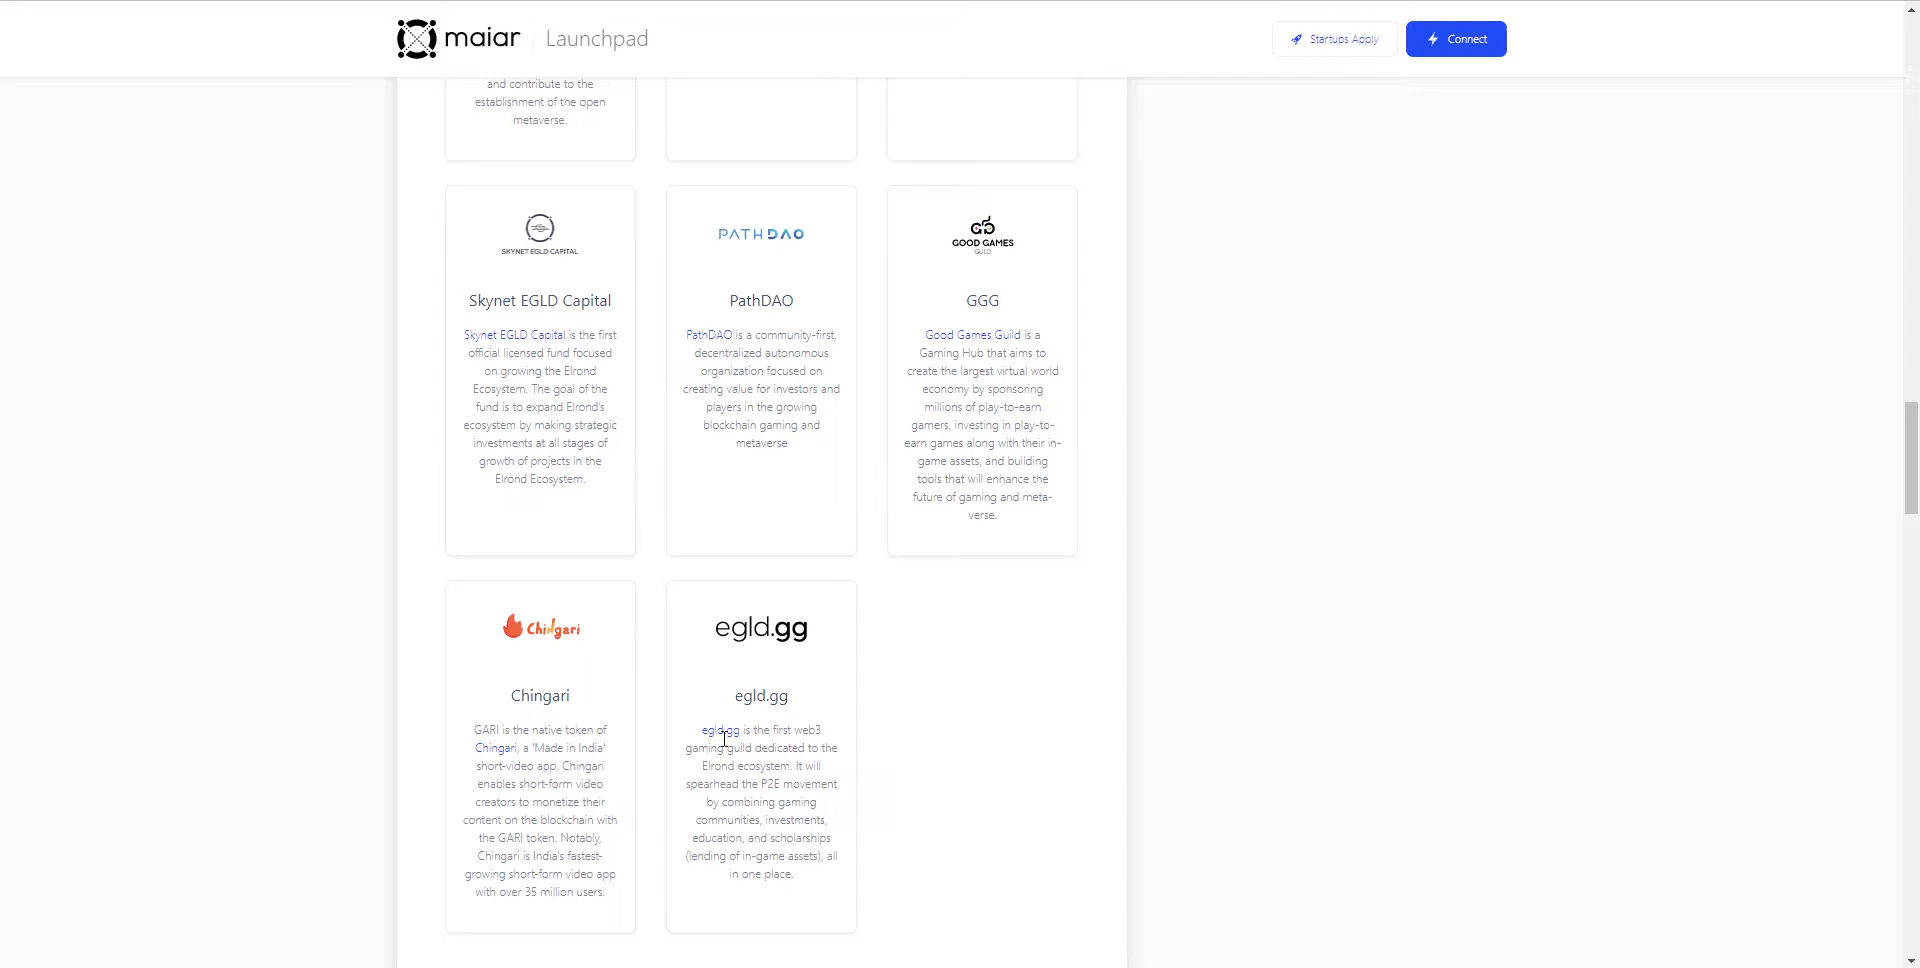 maiar
Launchpad
Startups Apply
Connect
and contribute to the
establishment of the open
metaverse.
SKYNET EGLD CAPITAL
Skynet EGLD Capital
Skynet EGLD Capital is the first
official licensed fund focused
on growing the Elrond
Ecosystem. The goal of the
fund is to expand Elrond's
ecosystem by making strategic
investments at all stages of
growth of projects in the
Elrond Ecosystem.
PATHDAO
PathDAO
PathDAO is a community-first,
decentralized autonomous
organization focused on
creating value for investors and
players in the growing
blockchain gaming and
metaverse
GOOD GAMES
GUILD
GGG
Good Games Guild is a
Gaming Hub that aims to
create the largest virtual world
economy by sponsoring
millions of play-to-earn
gamers, investing in play-to-
earn games along with their in-
game assets, and building
tools that will enhance the
future of gaming and meta-
verse.
Chingari
Chingari
GARI is the native token of
Chingari, a 'Made in India'
short-video app. Chingari
enables short-form video
creators to monetize their
content on the blockchain with
the GARI token. Notably,
Chingari is India's fastest-
growing short-form video app
with over 35 million users.
egld.gg
egld.gg
egld.gg is the first web3
gaming guild dedicated to the
Elrond ecosystem. It will
spearhead the P2E movement
by combining gaming
communities, investments,
education, and scholarships
(lending of in-game assets), all
in one place.